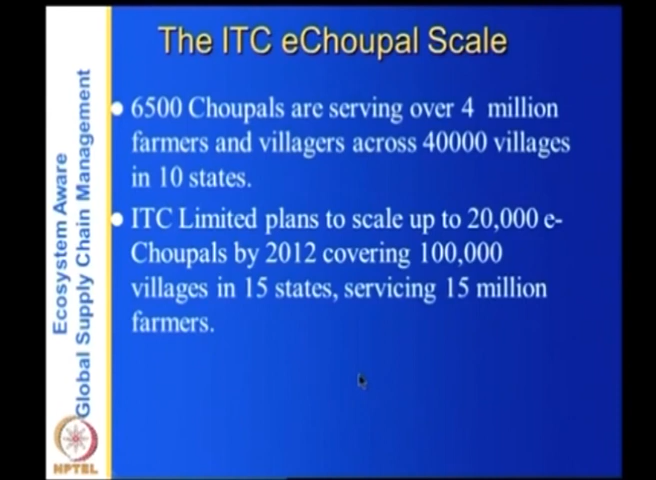 The ITC eChoupal Scale
6500 Choupals are serving over 4 million
farmers and villagers across 40000 villages
in 10 states.
ITC Limited plans to scale up to 20,000 e-
Choupals by 2012 covering 100,000
villages in 15 states, servicing 15 million
farmers.
Ecosystem Aware
Global Supply Chain Management
NPTEL